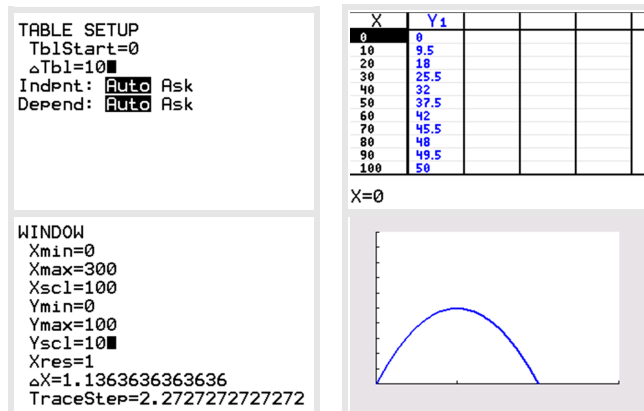 TABLE SETUP
TblStart=0
△Tbl=10
Indpnt: Auto Ask
Depend: Auto Ask
X Y1
0 0
10 9.5
20 18
30 25.5
40 32
50 37.5
60 42
70 45.5
80 48
90 49.5
100 50
X=0
WINDOW
Xmin=0
Xmax=300
Xscl=100
Ymin=0
Ymax=100
Yscl=10
Xres=1
△X=1.1363636363636
TraceStep=2.2727272727272